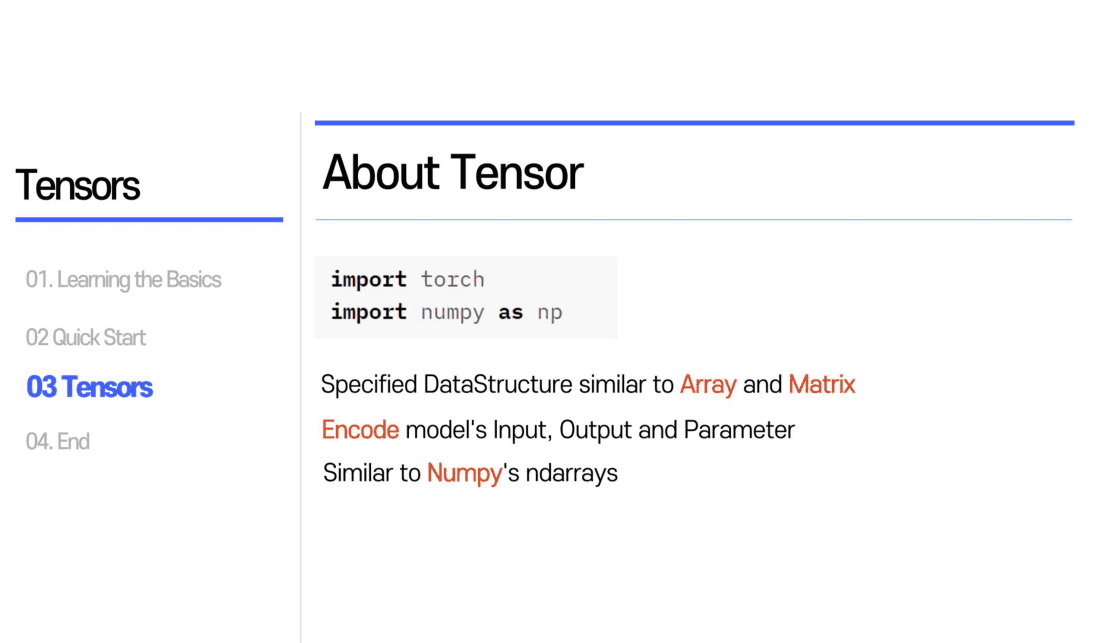 Tensors
01. Learning the Basics
02 Quick Start
03 Tensors
04. End
About Tensor
import torch
import numpy as np
Specified DataStructure similar to Array and Matrix
Encode model's Input, Output and Parameter
Similar to Numpy's ndarrays